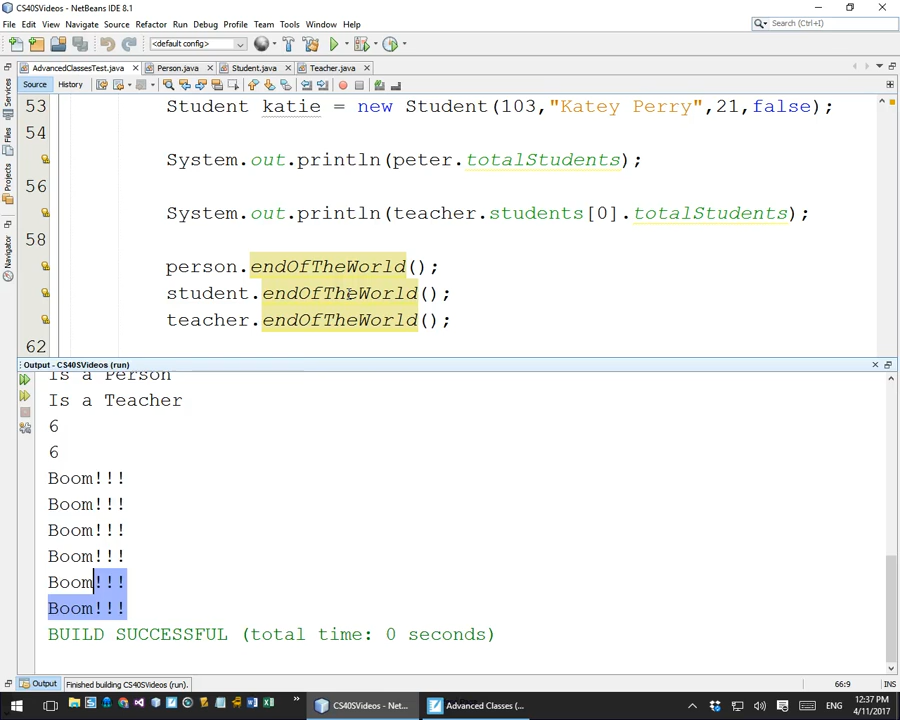 CS40SVideos - NetBeans IDE 8.1
File Edit View Navigate Source Refactor Run Debug Profile Team Tools Window Help
Search (Ctrl+I)
<default config>
AdvancedClassesTest.java Person.java Student.java Teacher.java
Source History
Services
Files
Projects
Navigator
53 Student katie = new Student(103,"Katey Perry",21,false);
54
System.out.println(peter.totalStudents);
56
System.out.println(teacher.students[0].totalStudents);
58
person.endOfTheWorld();
student.endOfTheWorld();
teacher.endOfTheWorld();
62
Output - CS40SVideos (run)
Is a Person
Is a Teacher
6
6
Boom!!!
Boom!!!
Boom!!!
Boom!!!
Boom!!!
Boom!!!
BUILD SUCCESSFUL (total time: 0 seconds)
Output Finished building CS40SVideos (run). 66:9 INS
CS40SVideos - Net... Advanced Classes (... ENG 12:37 PM
4/11/2017